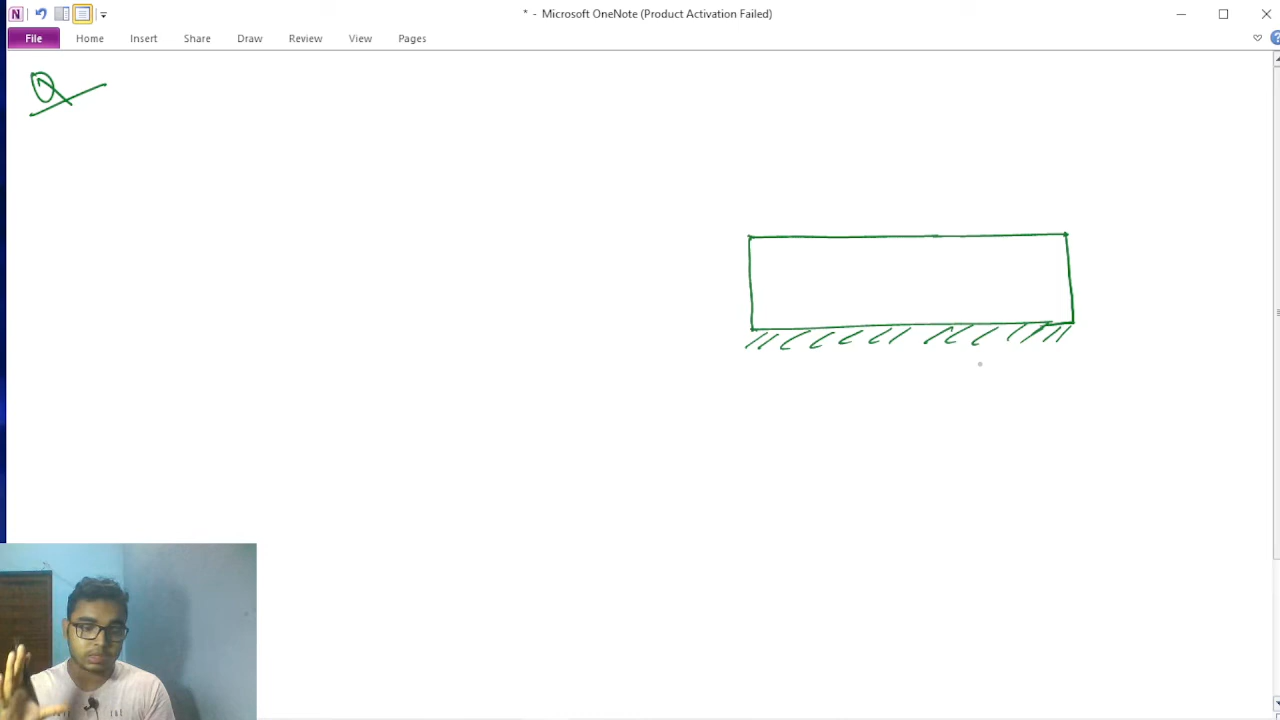 * - Microsoft OneNote (Product Activation Failed)
File Home Insert Share Draw Review View Pages
Q